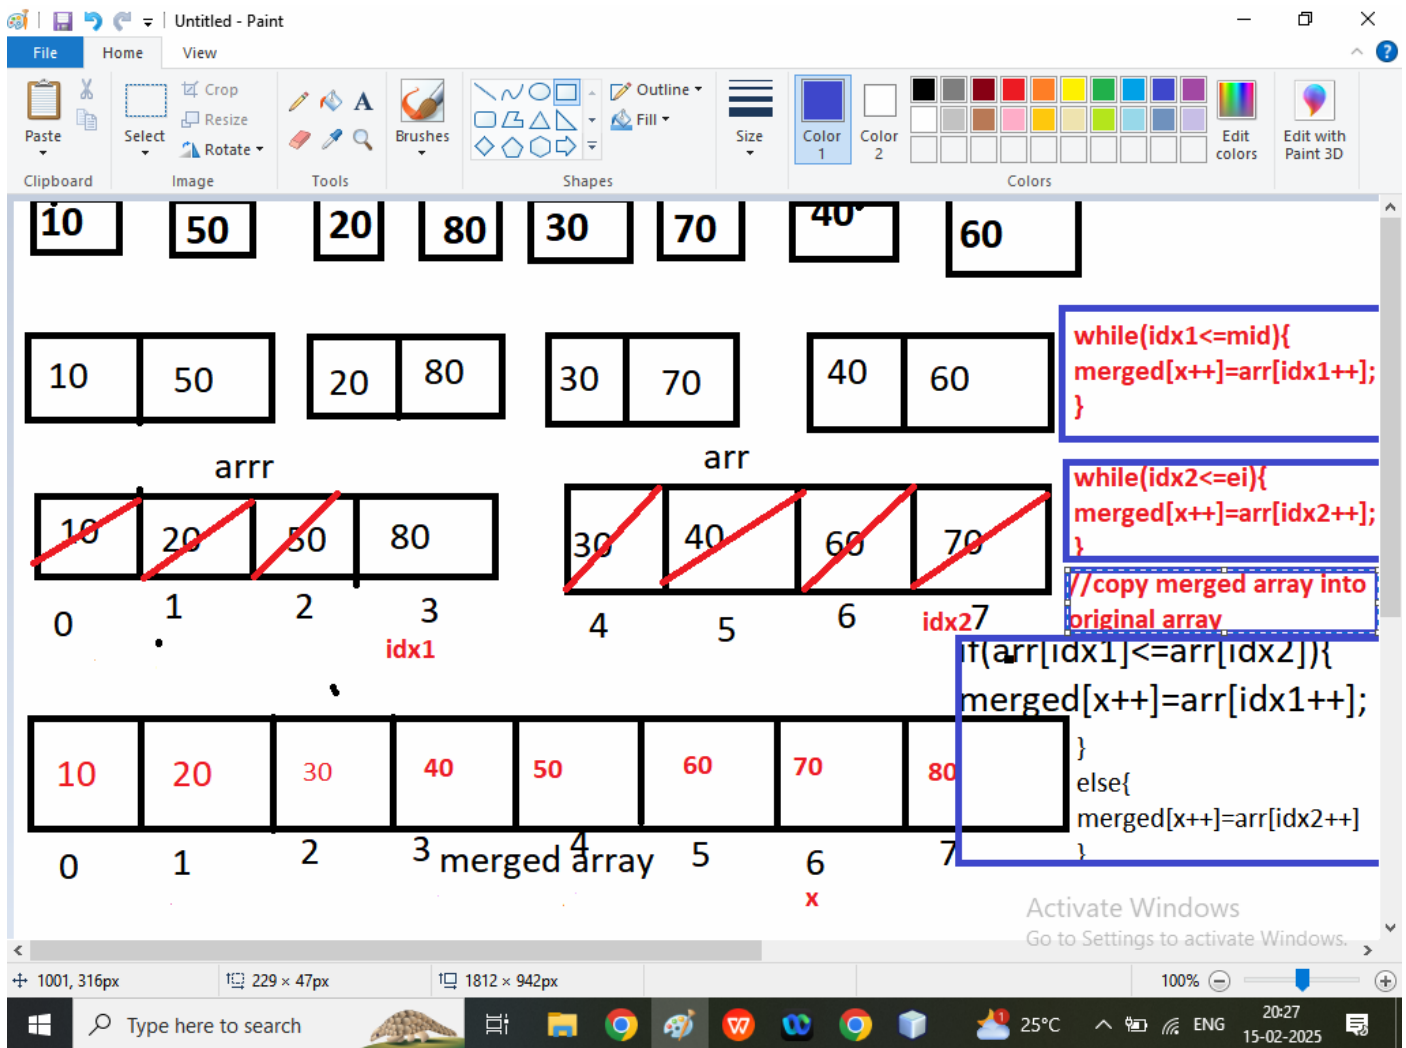 Untitled - Paint
File Home View
Paste
Clipboard
Select
Crop
Resize
Rotate
Image
Tools
Brushes
Outline
Fill
Shapes
Size
Color 1
Color 2
Edit colors
Colors
Edit with Paint 3D
10 50 20 80 30 70 40 60
10 50 20 80 30 70 40 60
while(idx1<=mid){
merged[x++]=arr[idx1++];
}
arrr arr
10 20 50 80 30 40 60 70
0 1 2 3 4 5 6 7
idx1 idx2
while(idx2<=ei){
merged[x++]=arr[idx2++];
}
//copy merged array into
original array
if(arr[idx1]<=arr[idx2]){
merged[x++]=arr[idx1++];
}
else{
merged[x++]=arr[idx2++]
}
10 20 30 40 50 60 70 80
0 1 2 3 4 5 6 7
merged array
x
Activate Windows
Go to Settings to activate Windows.
1001, 316px 229 × 47px 1812 × 942px 100%
Type here to search
1
25°C
ENG
20:27
15-02-2025